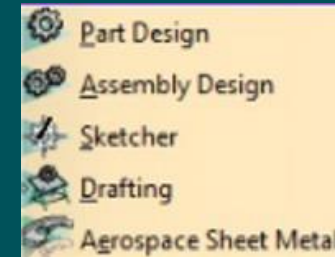 Part Design
Assembly Design
Sketcher
Drafting
Aerospace Sheet Metal